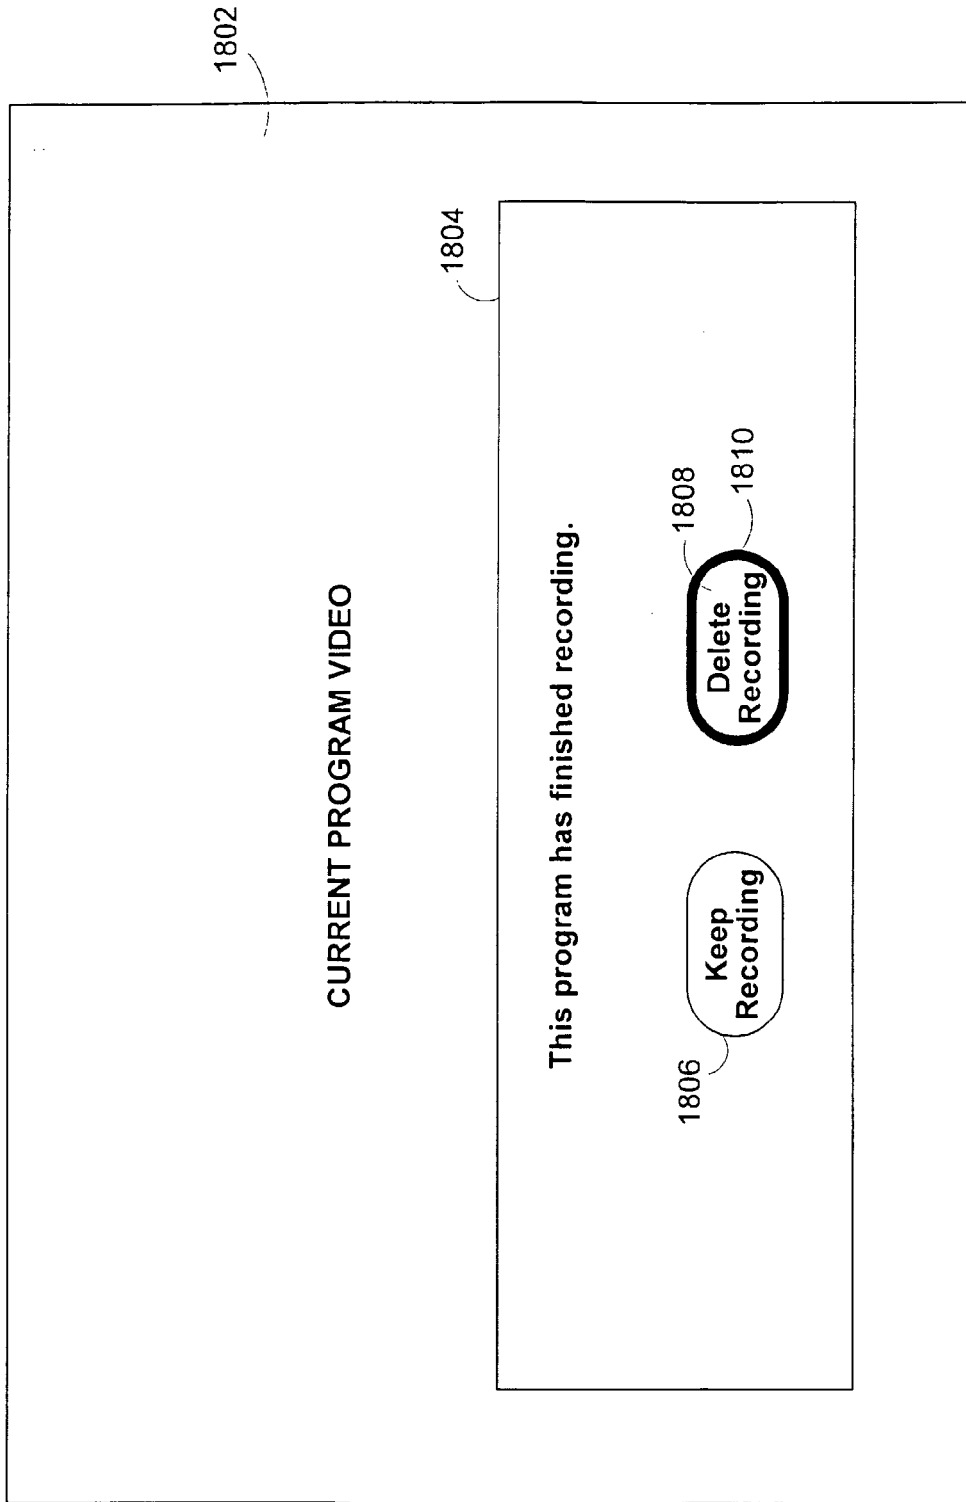 1802
CURRENT PROGRAM VIDEO
1804
This program has finished recording.
1806
Keep
Recording
Delete
Recording
1808
1810